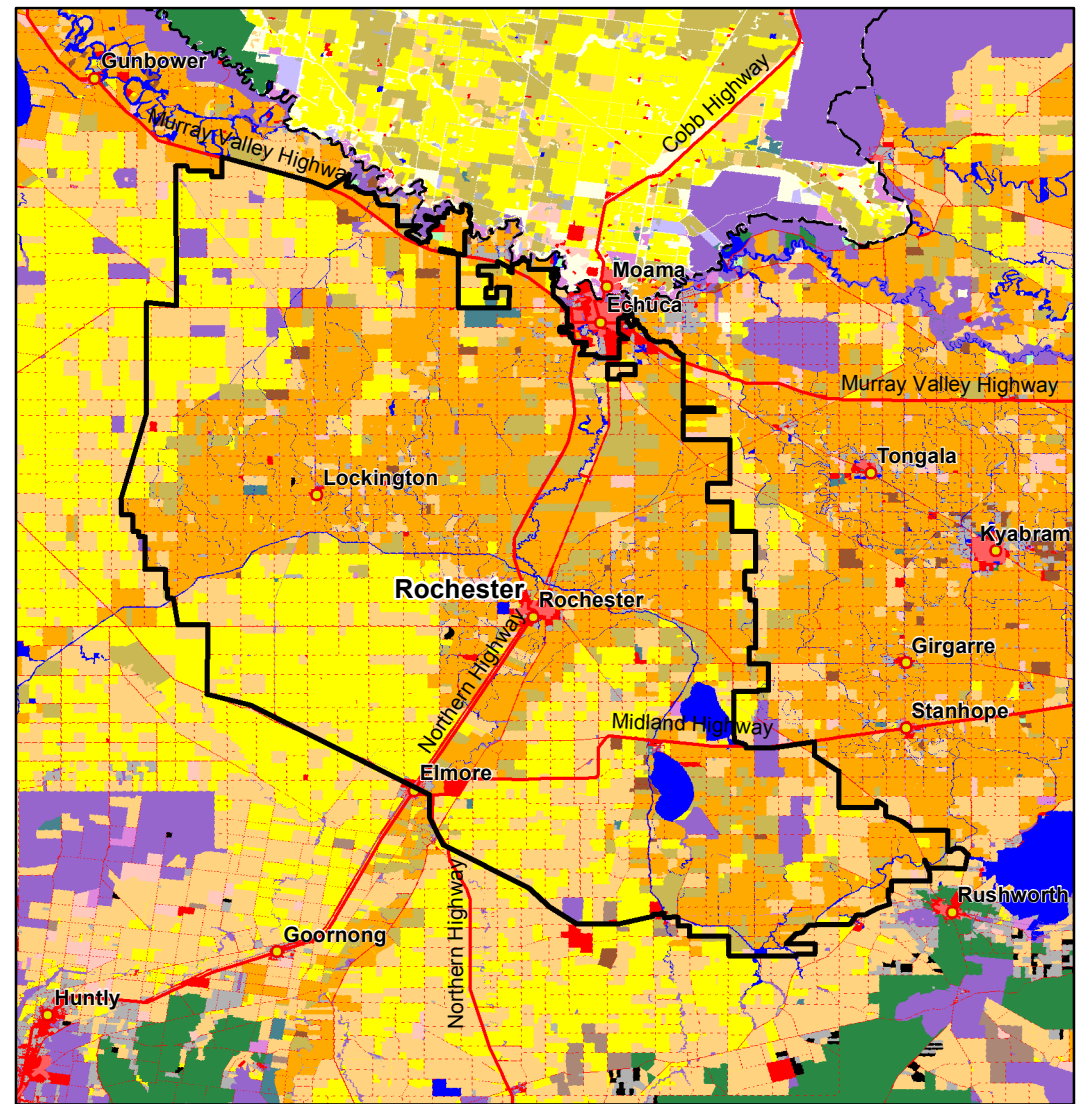 Gunbower
Cobb Highway
Murray Valley Highway
Moama
Echuca
Murray Valley Highway
Tongala
Lockington
Kyabram
Rochester
Rochester
Girgarre
Northern Highway
Stanhope
Midland Highway
Elmore
Rushworth
Northern Highway
Goornong
Huntly